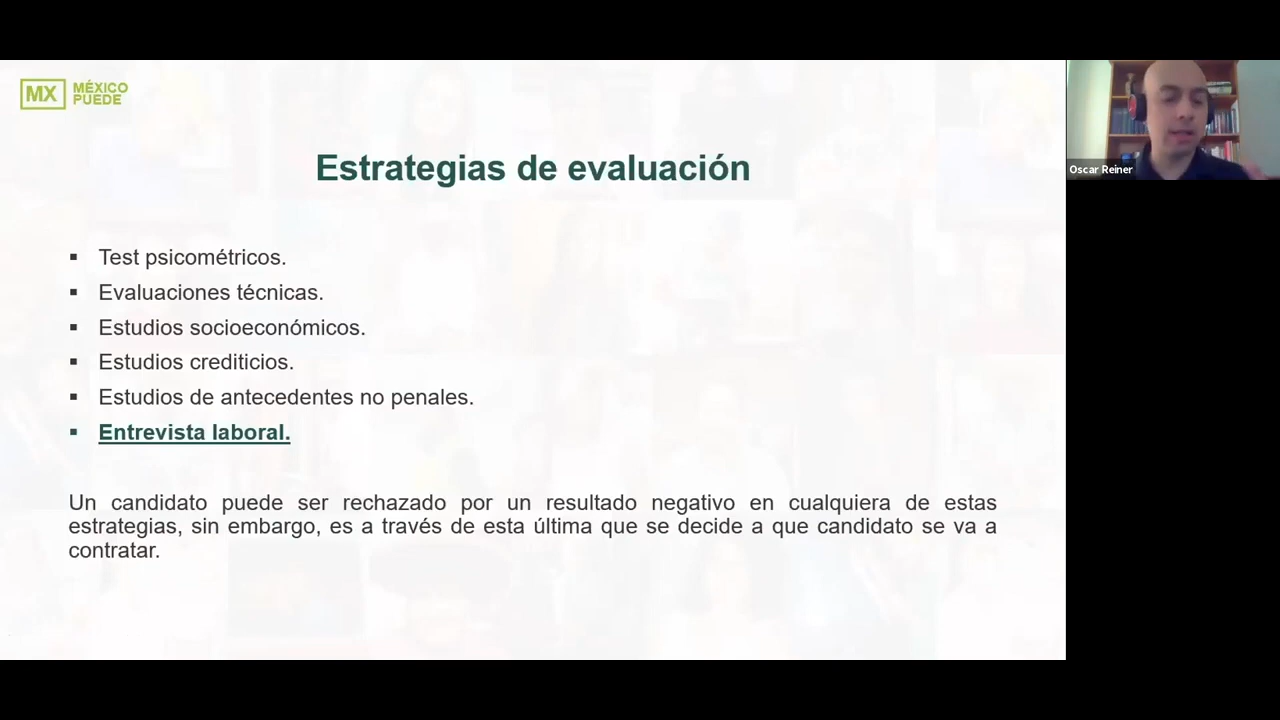 MX MÉXICO
PUEDE
Oscar Reiner
Estrategias de evaluación
▪ Test psicométricos.
▪ Evaluaciones técnicas.
▪ Estudios socioeconómicos.
▪ Estudios crediticios.
▪ Estudios de antecedentes no penales.
▪ Entrevista laboral.
Un candidato puede ser rechazado por un resultado negativo en cualquiera de estas
estrategias, sin embargo, es a través de esta última que se decide a que candidato se va a
contratar.